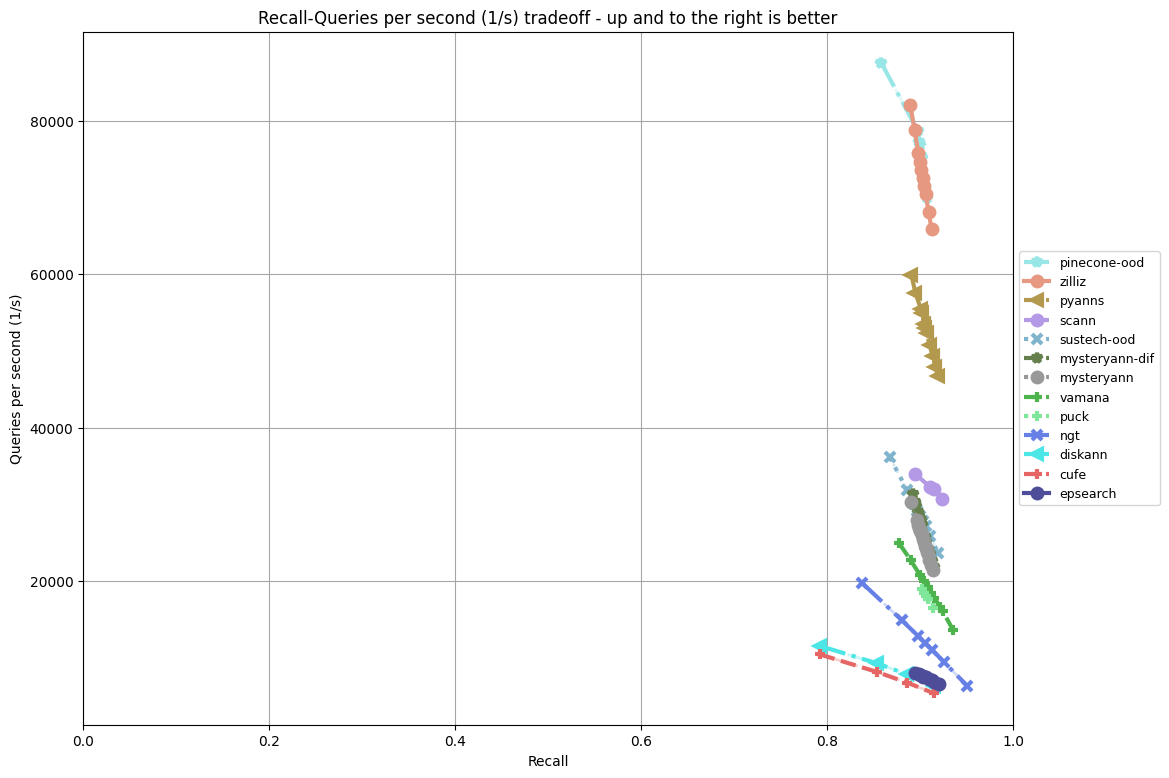 Recall-Queries per second (1/s) tradeoff - up and to the right is better
80000
60000
40000
20000
Queries per second (1/s)
0.0 0.2 0.4 0.6 0.8 1.0
Recall
pinecone-ood
zilliz
pyanns
scann
sustech-ood
mysteryann-dif
mysteryann
vamana
puck
ngt
diskann
cufe
epsearch